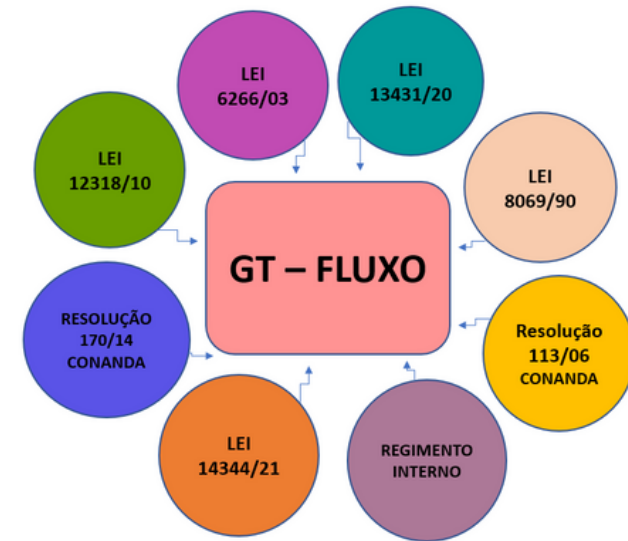 LEI
6266/03
LEI
13431/20
LEI
12318/10
LEI
8069/90
GT – FLUXO
RESOLUÇÃO
170/14
CONANDA
Resolução
113/06
CONANDA
LEI
14344/21
REGIMENTO
INTERNO